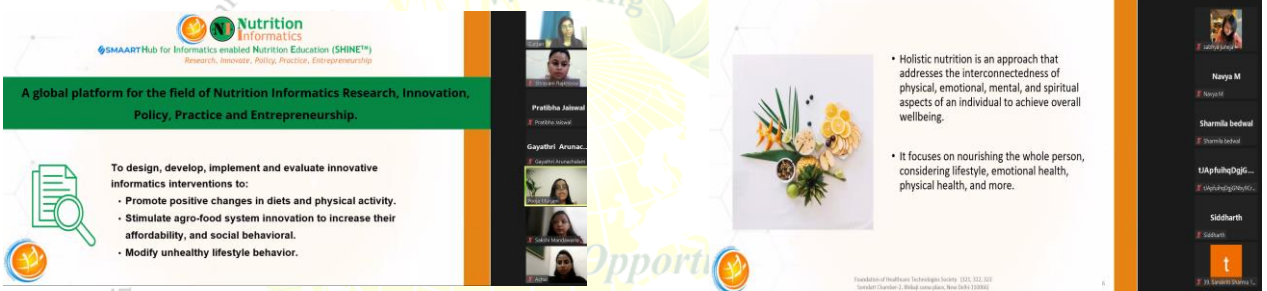 Nutrition
Informatics
SMAARTHub for Informatics enabled Nutrition Education (SHINE™)
Research, Innovate, Policy, Practice, Entrepreneurship
A global platform for the field of Nutrition Informatics Research, Innovation,
Policy, Practice and Entrepreneurship.
To design, develop, implement and evaluate innovative
informatics interventions to:
• Promote positive changes in diets and physical activity.
• Stimulate agro-food system innovation to increase their
affordability, and social behavioral.
• Modify unhealthy lifestyle behavior.
Pratibha Jaiswal
Pratibha Jaiswal
Gayathri Arunac...
Gayathri Arunachalam
Sakshi Mandawara
• Holistic nutrition is an approach that
addresses the interconnectedness of
physical, emotional, mental, and spiritual
aspects of an individual to achieve overall
wellbeing.
• It focuses on nourishing the whole person,
considering lifestyle, emotional health,
physical health, and more.
Foundation of Healthcare Technologies Society
6
Navya M
Navya M
Sharmila bedwal
Sharmila bedwal
tJApfuihqDgjG...
Siddharth
Siddharth
t
Opportu